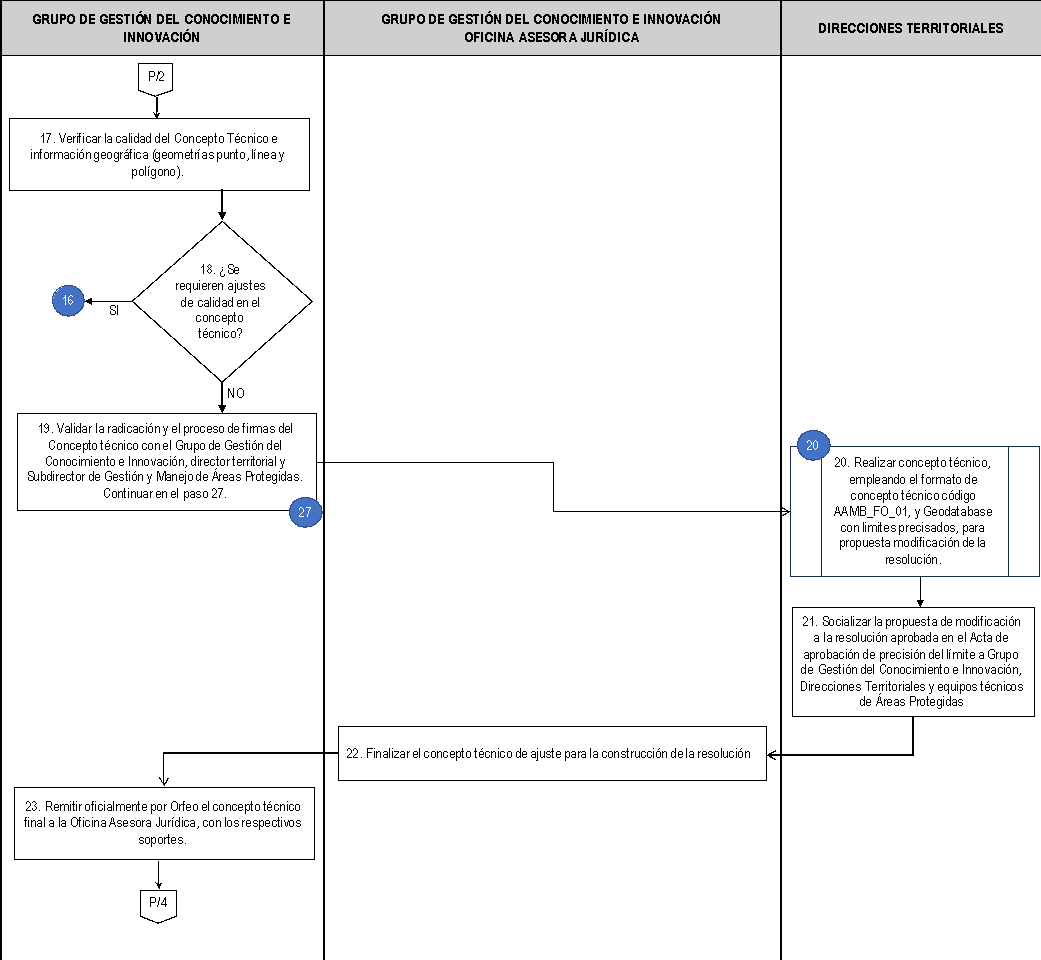 GRUPO DE GESTIÓN DEL CONOCIMIENTO E
INNOVACIÓN
GRUPO DE GESTIÓN DEL CONOCIMIENTO E INNOVACIÓN
OFICINA ASESORA JURÍDICA
DIRECCIONES TERRITORIALES
P/2
17. Verificar la calidad del Concepto Técnico e
información geográfica (geometrías punto, línea y
polígono).
18. ¿Se
requieren ajustes
de calidad en el
concepto
técnico?
16
SI
NO
19. Validar la radicación y el proceso de firmas del
Concepto técnico con el Grupo de Gestión del
Conocimiento e Innovación, director territorial y
Subdirector de Gestión y Manejo de Áreas Protegidas.
Continuar en el paso 27.
27
20
20. Realizar concepto técnico,
empleando el formato de
concepto técnico código
AAMB_FO_01, y Geodatabase
con limites precisados, para
propuesta modificación de la
resolución.
21. Socializar la propuesta de modificación
a la resolución aprobada en el Acta de
aprobación de precisión del límite a Grupo
de Gestión del Conocimiento e Innovación,
Direcciones Territoriales y equipos técnicos
de Áreas Protegidas
22. Finalizar el concepto técnico de ajuste para la construcción de la resolución
23. Remitir oficialmente por Orfeo el concepto técnico
final a la Oficina Asesora Jurídica, con los respectivos
soportes.
P/4